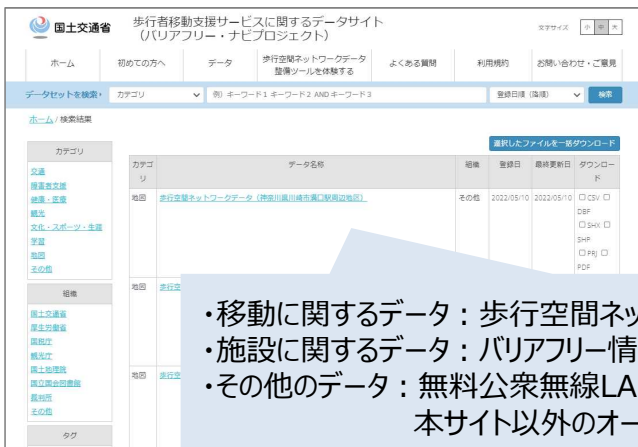 国土交通省
歩行者移動支援サービスに関するデータサイト
（バリアフリー・ナビプロジェクト）
文字サイズ 小 中 大
ホーム 初めての方へ データ 歩行空間ネットワークデータ整備ツールを体験する よくある質問 利用規約 お問い合わせ・ご意見
データセットを検索 カテゴリ 例）キーワード1 キーワード2 AND キーワード3 登録日順（降順） 検索
ホーム / 検索結果
選択したファイルを一括ダウンロード
カテゴリ
交通
障害者支援
健康・医療
観光
文化・スポーツ・生涯
学習
地図
その他
組織
国土交通省
厚生労働省
国税庁
観光庁
国土地理院
国立国会図書館
裁判所
その他
タグ
カテゴリ データ名称 組織 登録日 最終更新日 ダウンロード
地図 歩行空間ネットワークデータ（神奈川県川崎市溝口駅周辺地区） その他 2022/05/10 2022/05/10 CSV
DBF
SHX
SHP
PRJ
PDF
地図 歩行空
地図 歩行空
・移動に関するデータ：歩行空間ネッ
・施設に関するデータ：バリアフリー情
・その他のデータ：無料公衆無線LA
本サイト以外のオー